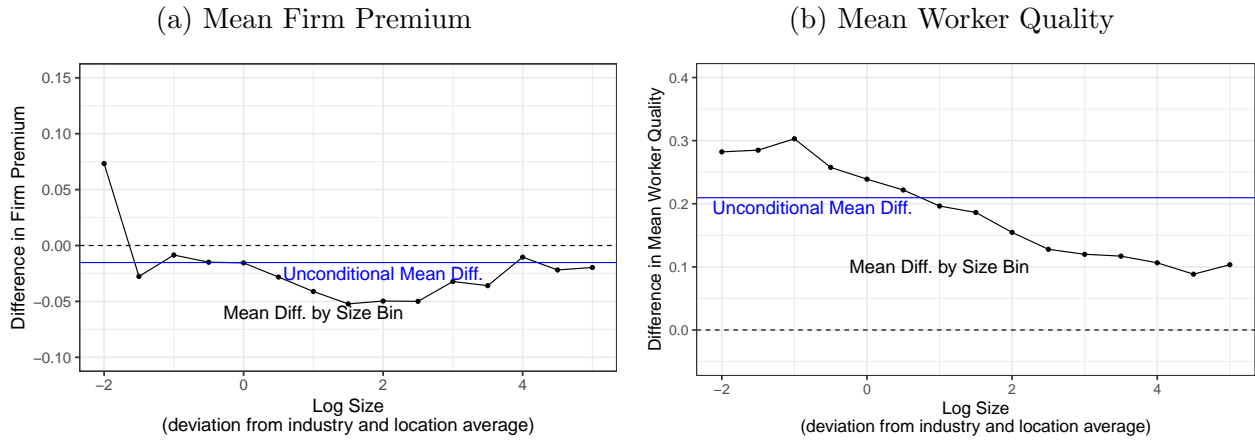 (a) Mean Firm Premium
Difference in Firm Premium
0.15
0.10
0.05
0.00
−0.05
−0.10
Unconditional Mean Diff.
Mean Diff. by Size Bin
−2
0
2
4
Log Size
(deviation from industry and location average)
(b) Mean Worker Quality
Difference in Mean Worker Quality
0.4
0.3
0.2
0.1
0.0
Unconditional Mean Diff.
Mean Diff. by Size Bin
−2
0
2
4
Log Size
(deviation from industry and location average)